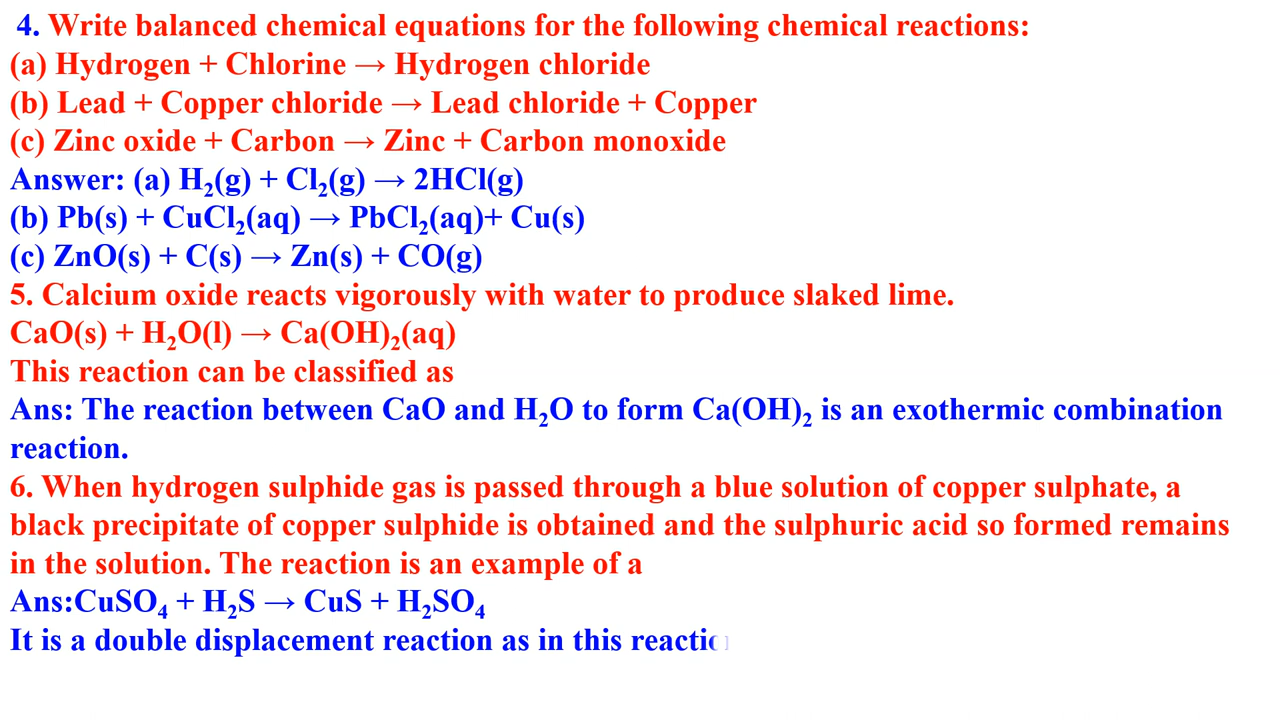 4. Write balanced chemical equations for the following chemical reactions:
(a) Hydrogen + Chlorine → Hydrogen chloride
(b) Lead + Copper chloride → Lead chloride + Copper
(c) Zinc oxide + Carbon → Zinc + Carbon monoxide
Answer: (a) H₂(g) + Cl₂(g) → 2HCl(g)
(b) Pb(s) + CuCl₂(aq) → PbCl₂(aq)+ Cu(s)
(c) ZnO(s) + C(s) → Zn(s) + CO(g)
5. Calcium oxide reacts vigorously with water to produce slaked lime.
CaO(s) + H₂O(l) → Ca(OH)₂(aq)
This reaction can be classified as
Ans: The reaction between CaO and H₂O to form Ca(OH)₂ is an exothermic combination
reaction.
6. When hydrogen sulphide gas is passed through a blue solution of copper sulphate, a
black precipitate of copper sulphide is obtained and the sulphuric acid so formed remains
in the solution. The reaction is an example of a
Ans:CuSO₄ + H₂S → CuS + H₂SO₄
It is a double displacement reaction as in this reaction